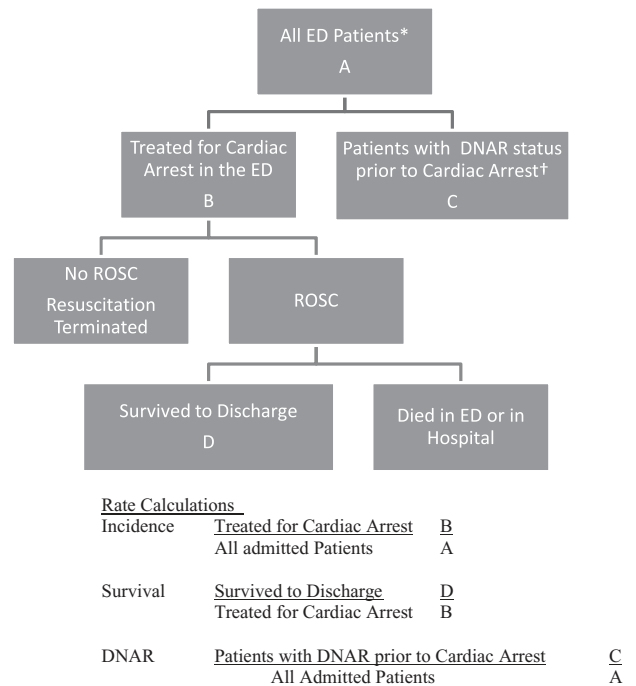 All ED Patients*
A
Treated for Cardiac
Arrest in the ED
B
Patients with DNAR status
prior to Cardiac Arrest†
C
No ROSC
Resuscitation
Terminated
ROSC
Survived to Discharge
D
Died in ED or in
Hospital
Rate Calculations
Incidence Treated for Cardiac Arrest B
All admitted Patients A
Survival Survived to Discharge D
Treated for Cardiac Arrest B
DNAR Patients with DNAR prior to Cardiac Arrest C
All Admitted Patients A